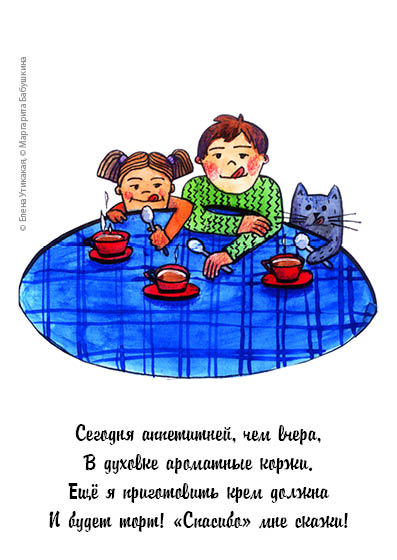 © Елена Утикакая, © Маргарита Бабушкина
Сегодня аппетитней, чем вчера,
В духовке ароматные коржи.
Ещё я приготовить крем должна
И будет торт! «Спасибо» мне скажи!